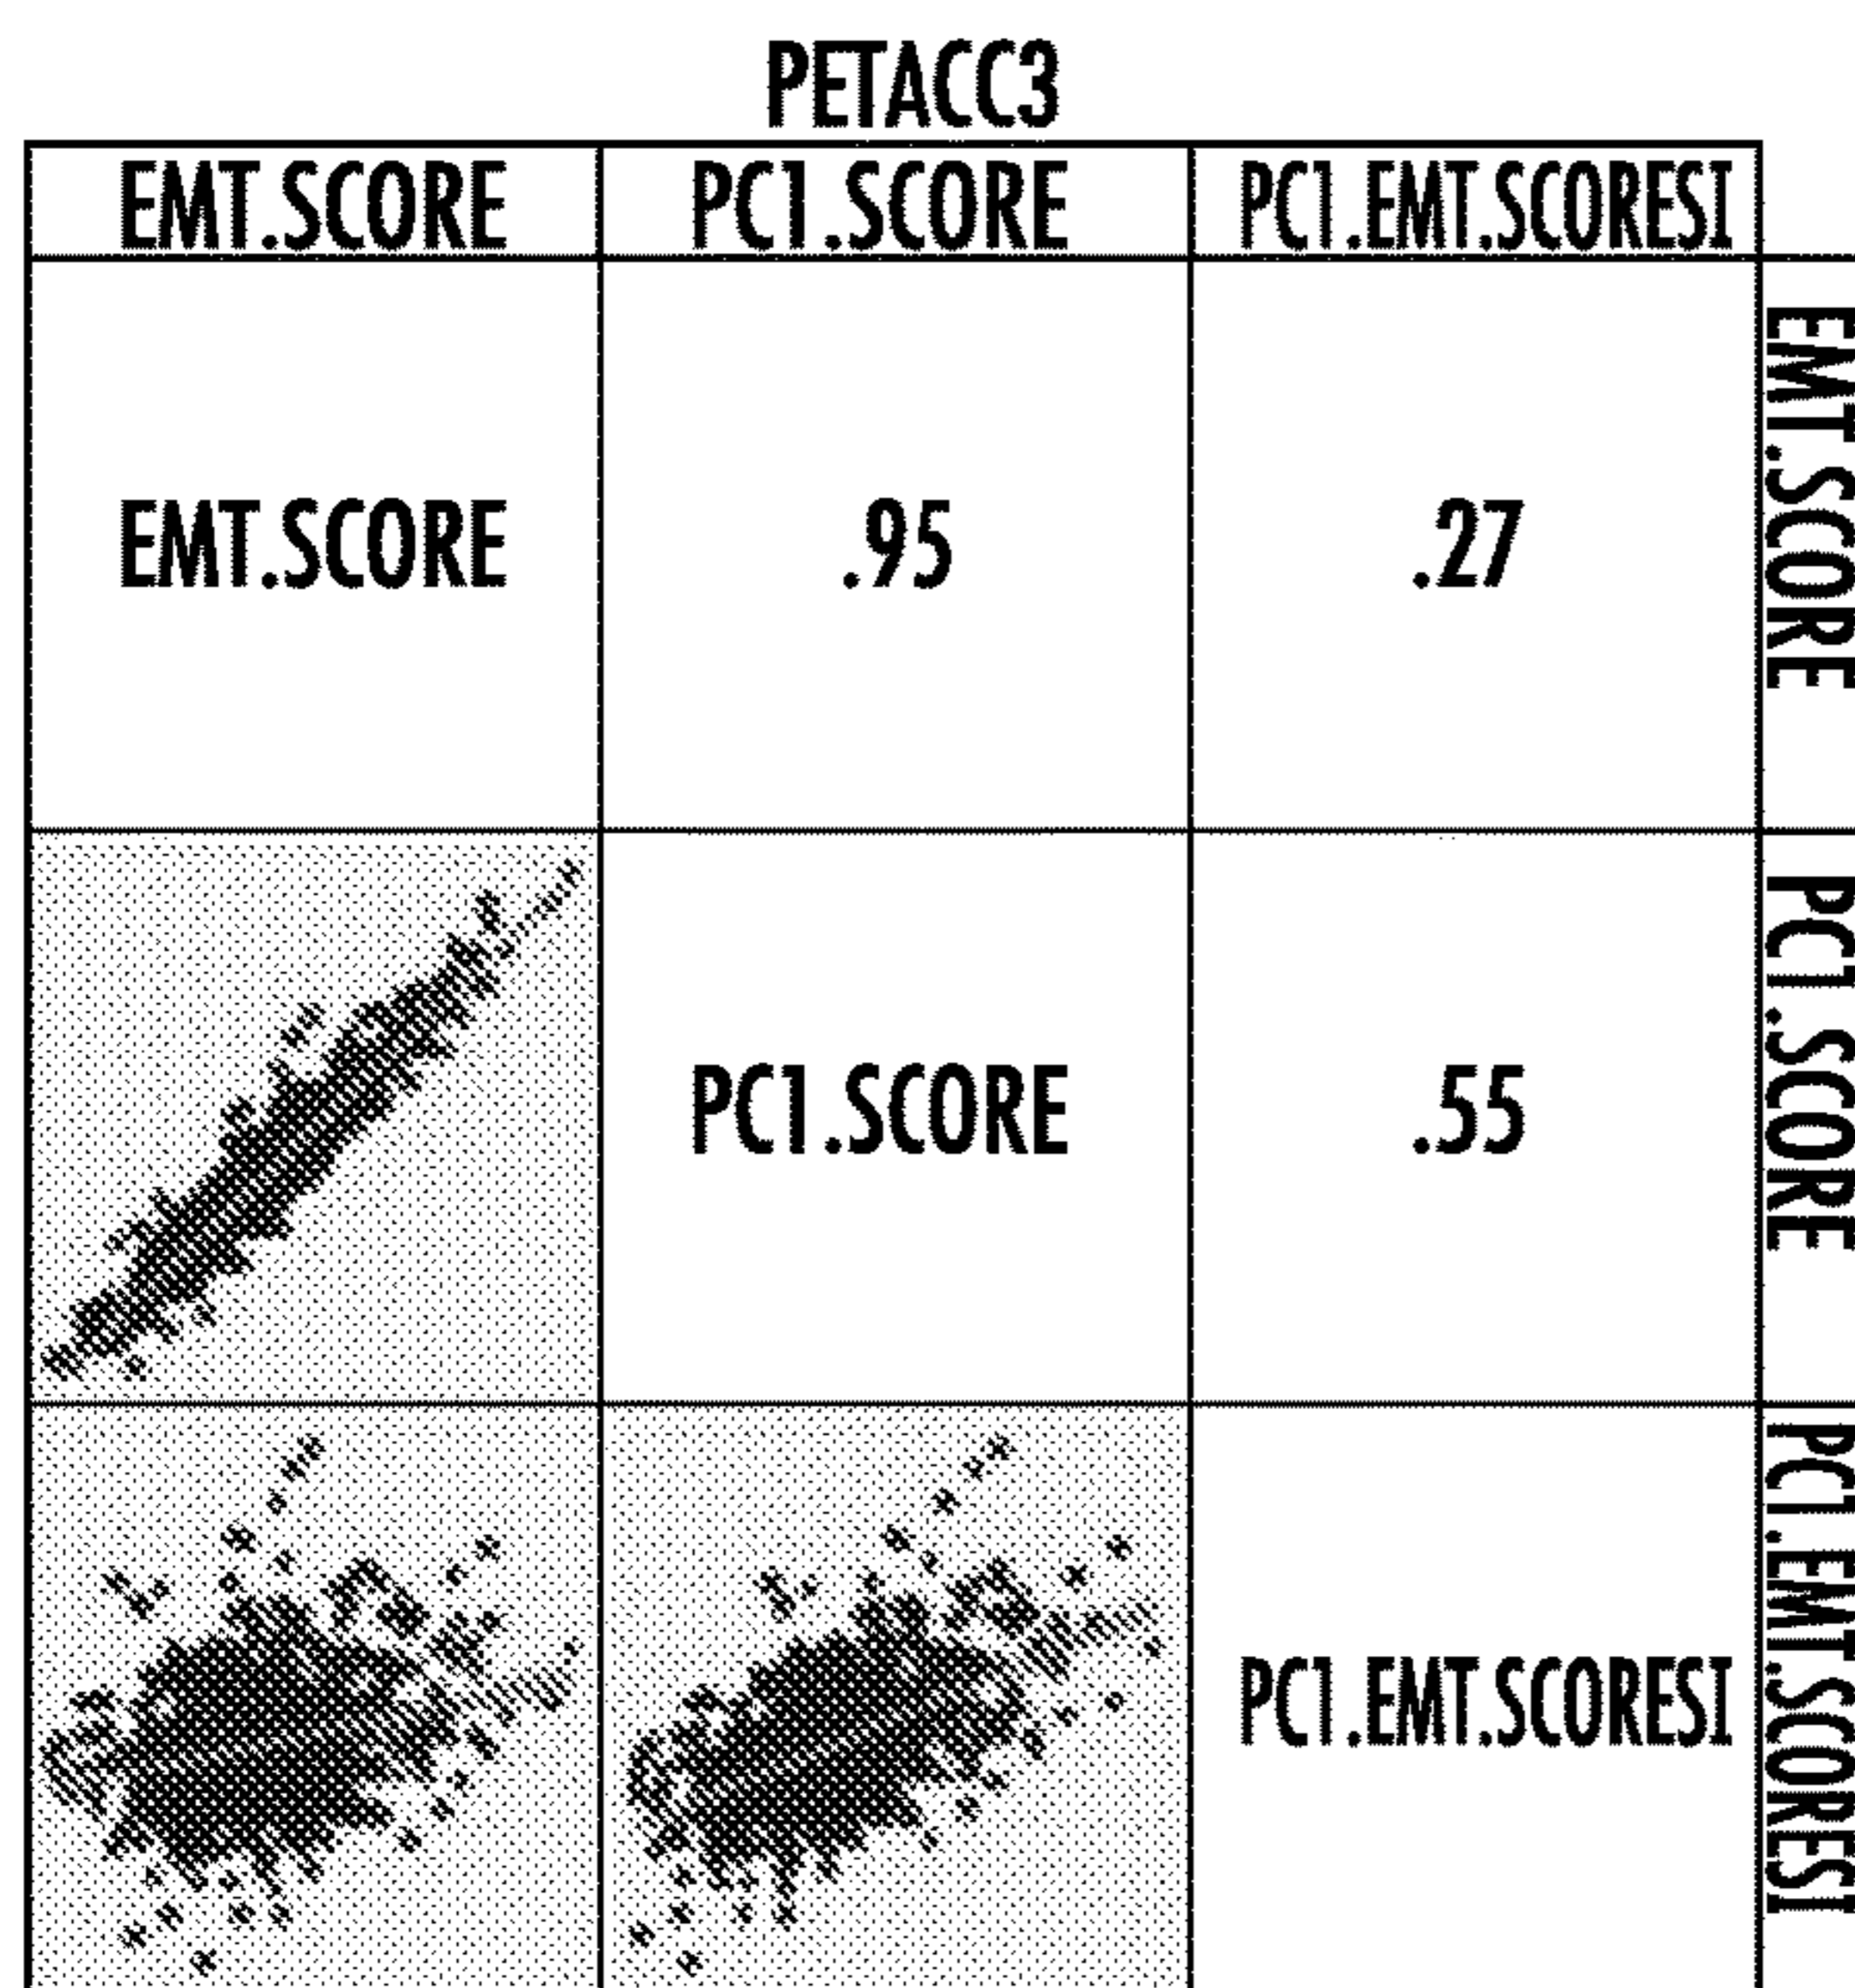 PETACC3
EMT.SCORE PC1.SCORE PC1.EMT.SCORESI
EMT.SCORE .95 .27 EMT.SCORE
PC1.SCORE .55 PC1.SCORE
PC1.EMT.SCORESI PC1.EMT.SCORESI